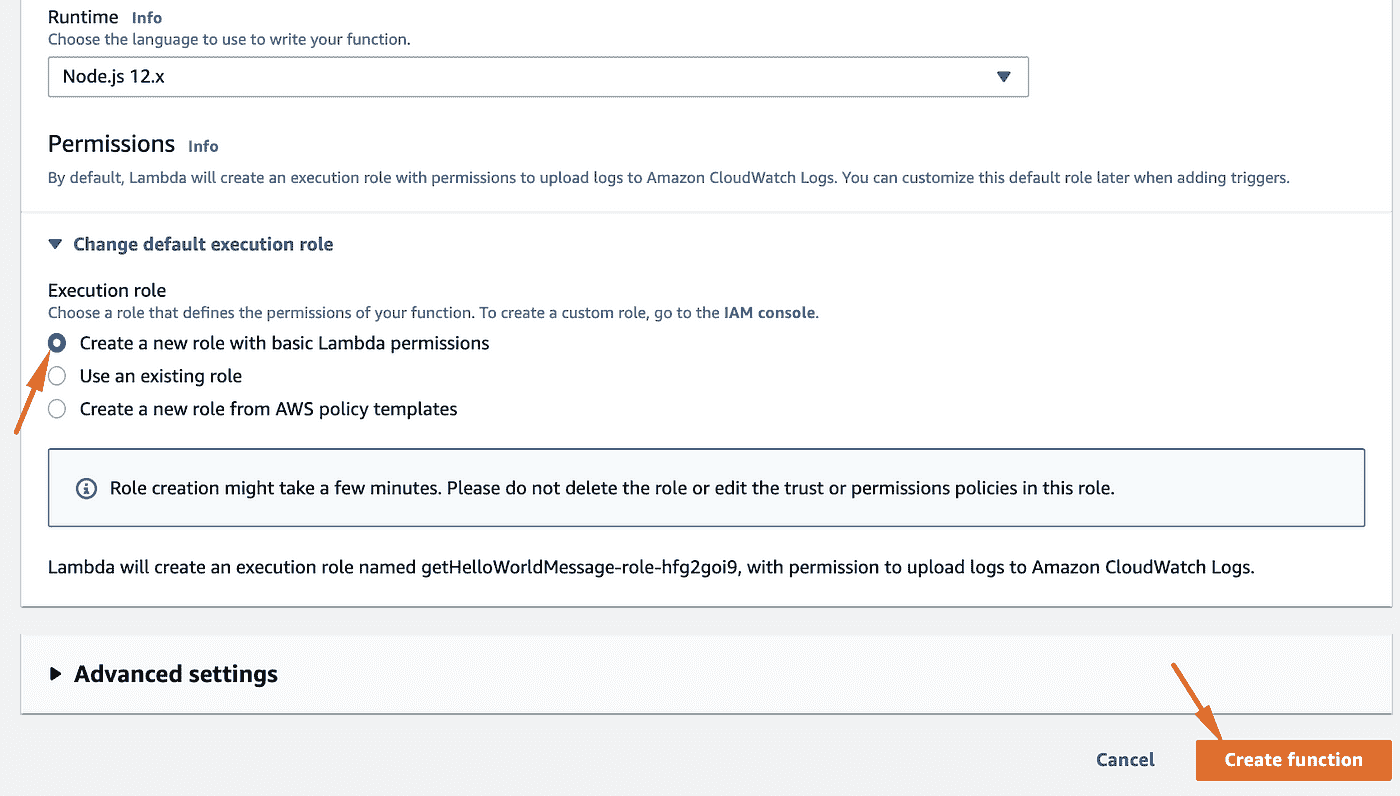 Runtime Info
Choose the language to use to write your function.
Node.js 12.x
Permissions Info
By default, Lambda will create an execution role with permissions to upload logs to Amazon CloudWatch Logs. You can customize this default role later when adding triggers.
Change default execution role
Execution role
Choose a role that defines the permissions of your function. To create a custom role, go to the IAM console.
Create a new role with basic Lambda permissions
Use an existing role
Create a new role from AWS policy templates
Role creation might take a few minutes. Please do not delete the role or edit the trust or permissions policies in this role.
Lambda will create an execution role named getHelloWorldMessage-role-hfg2goi9, with permission to upload logs to Amazon CloudWatch Logs.
Advanced settings
Cancel Create function